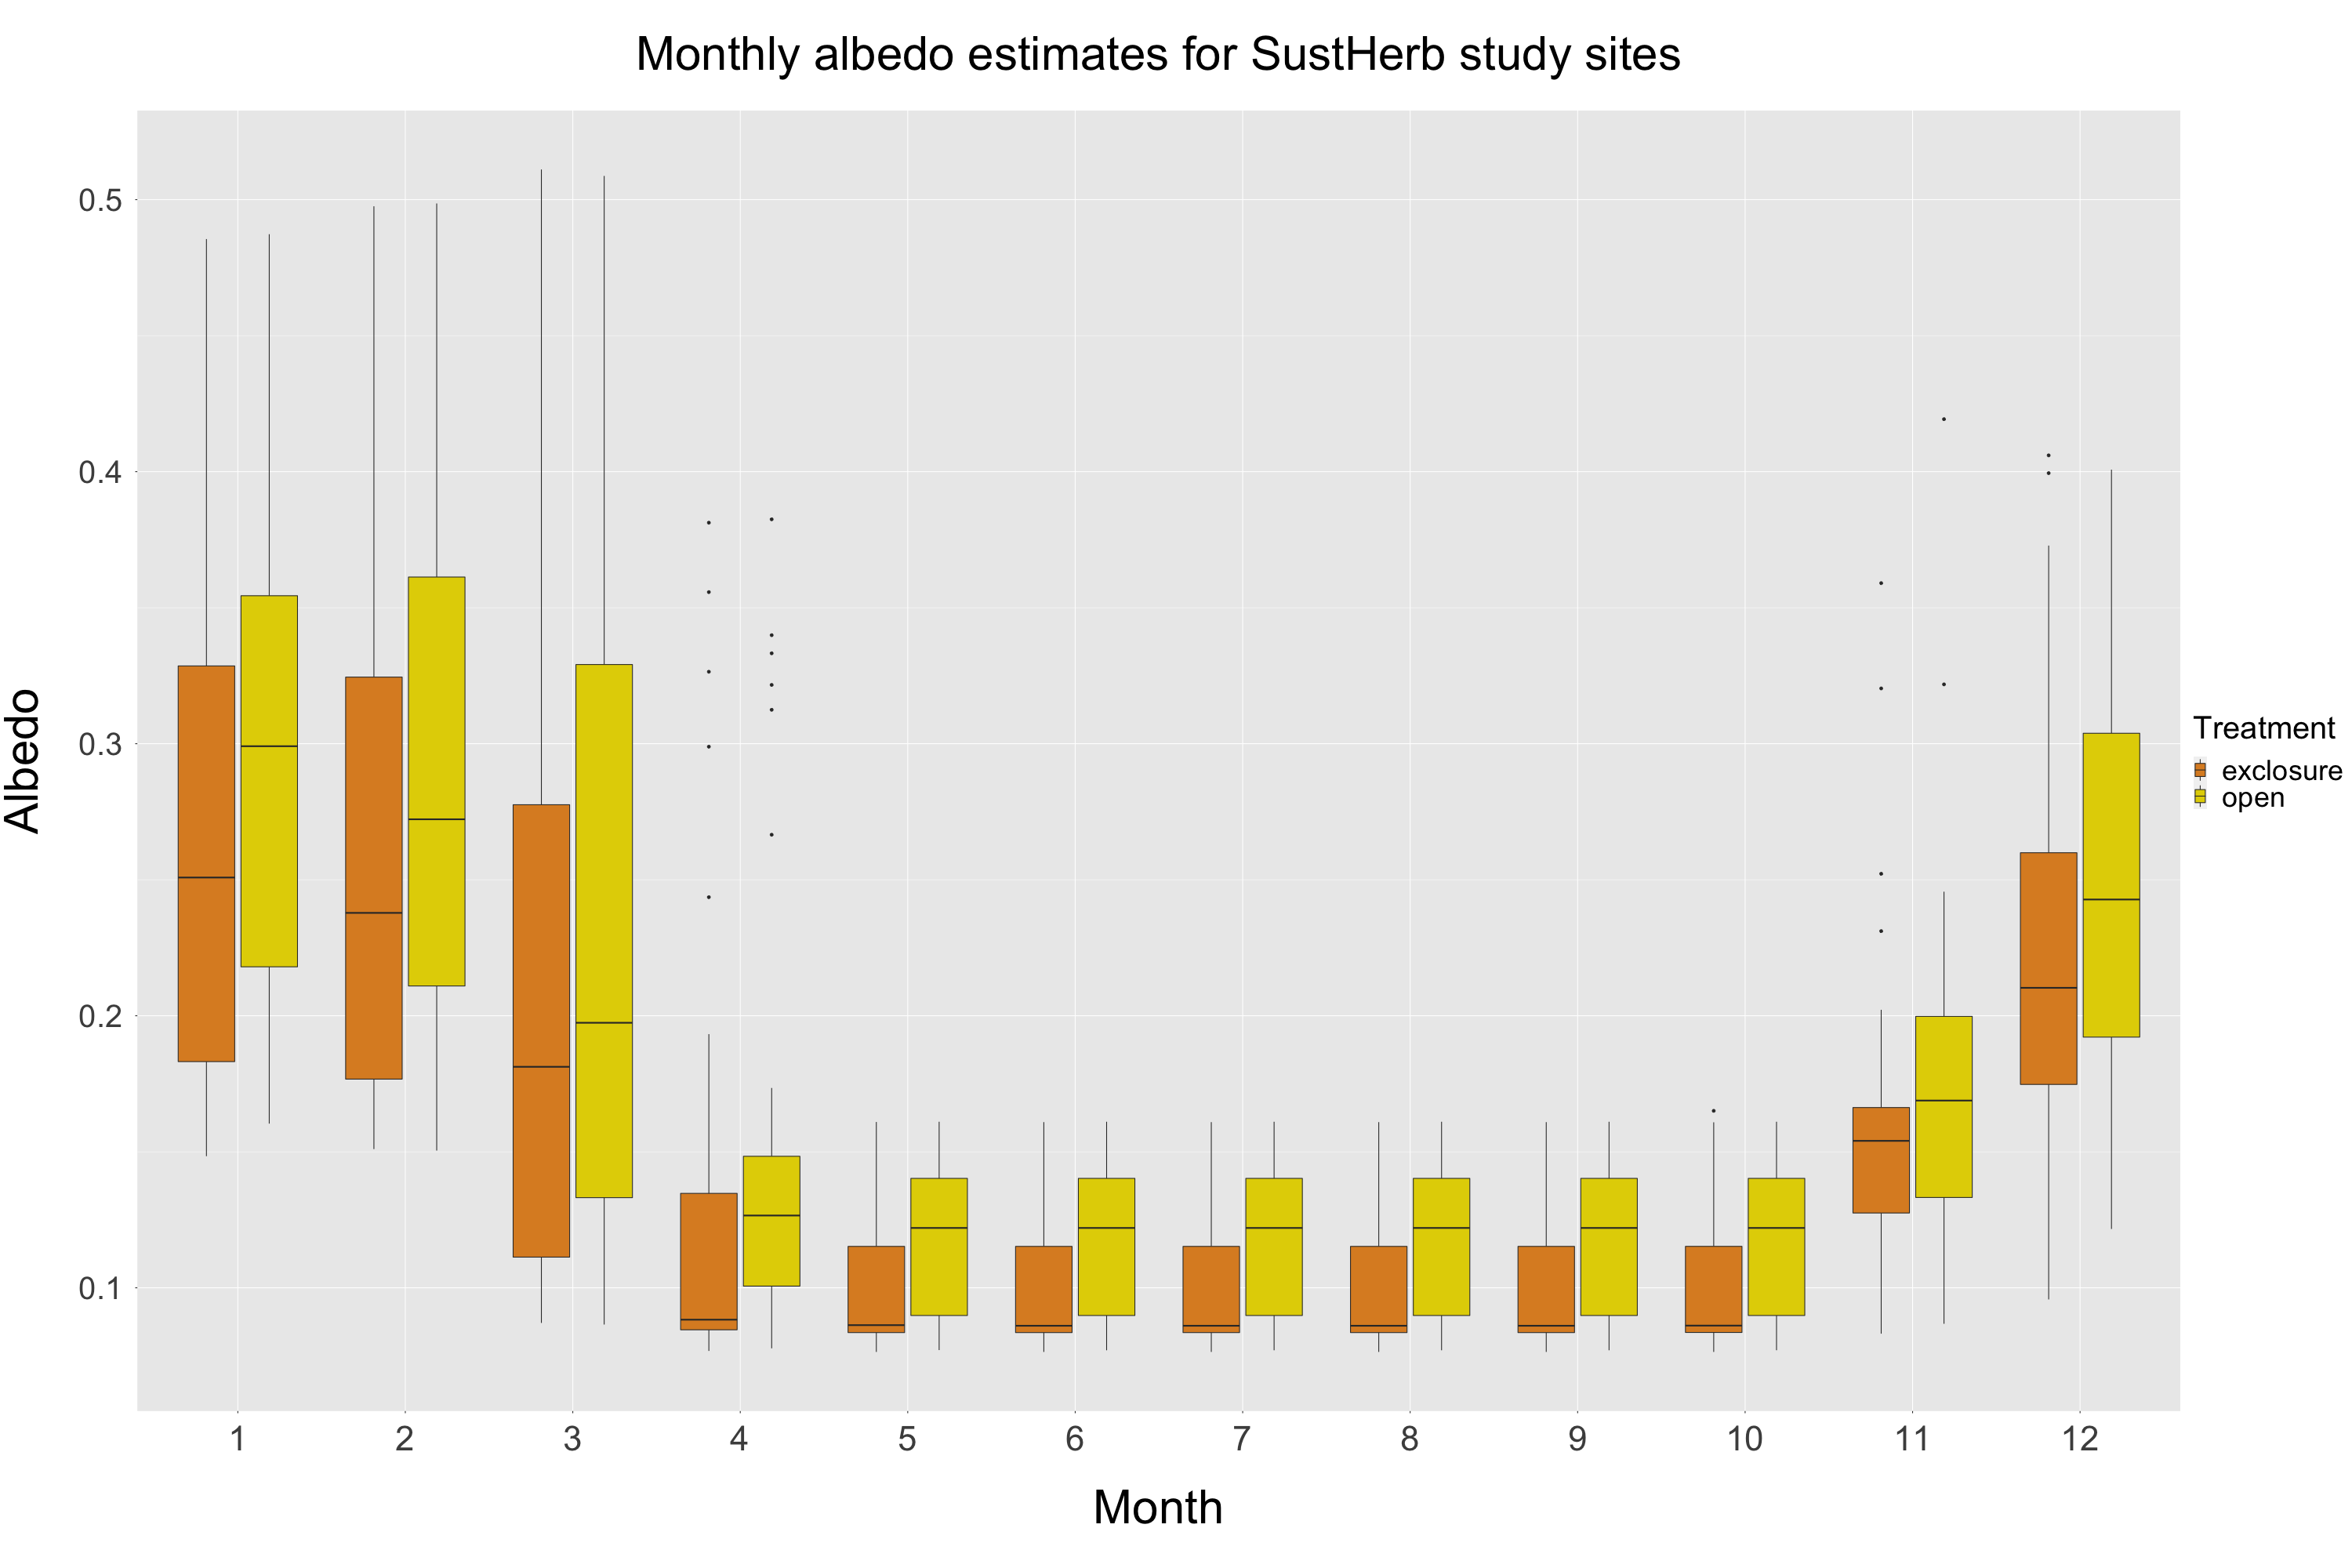 Monthly albedo estimates for SustHerb study sites
Albedo
0.5
0.4
0.3
0.2
0.1
1 2 3 4 5 6 7 8 9 10 11 12
Month
Treatment
exclosure
open